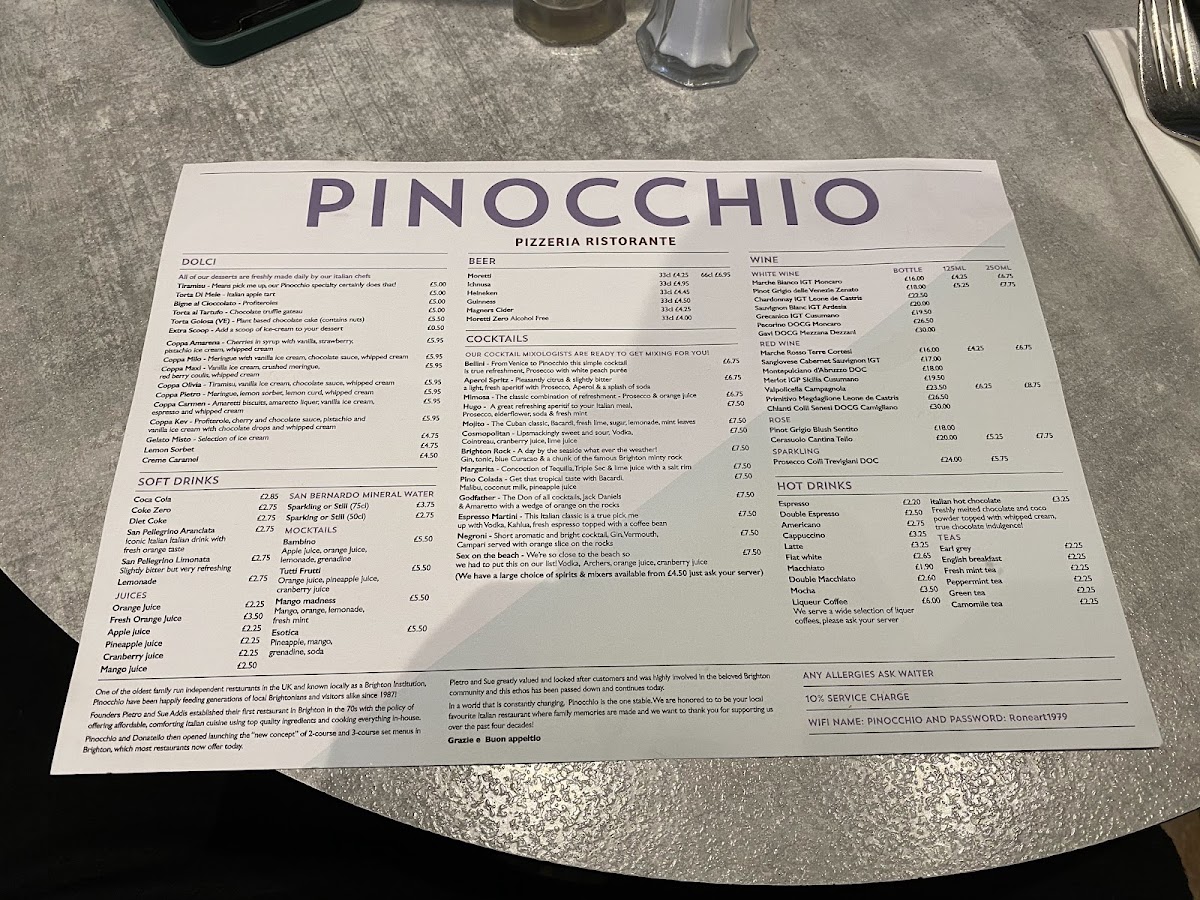 PINOCCHIO
PIZZERIA RISTORANTE
DOLCI
All of our desserts are freshly made daily by our Italian chefs
Tiramisu - Means pick me up, our Pinocchio specialty certainly does that! £5.00
Torta Di Mele - Italian apple tart £5.00
Bigne al Cioccolato - Profiteroles £5.00
Torta al Tartufo - Chocolate truffle gateau £5.00
Torta Golosa (VE) - Plant based chocolate cake (contains nuts) £5.50
Extra Scoop - Add a scoop of ice-cream to your dessert £0.50
Coppa Amarena - Cherries in syrup with vanilla, strawberry, £5.95
pistachio ice cream, whipped cream
Coppa Milo - Meringue with vanilla ice cream, chocolate sauce, whipped cream £5.95
Coppa Maxi - Vanilla ice cream, crushed meringue, £5.95
red berry coulis, whipped cream
Coppa Olivia - Tiramisu, vanilla ice cream, chocolate sauce, whipped cream £5.95
Coppa Pietro - Meringue, lemon sorbet, lemon curd, whipped cream £5.95
Coppa Carmen - Amaretti biscuits, amaretto liquer, vanilla ice cream, £5.95
espresso and whipped cream
Coppa Kev - Profiterole, cherry and chocolate sauce, pistachio and £5.95
vanilla ice cream with chocolate drops and whipped cream
Gelato Misto - Selection of ice cream £4.75
Lemon Sorbet £4.75
Creme Caramel £4.50
SOFT DRINKS
Coca Cola £2.85
Coke Zero £2.75
Diet Coke £2.75
San Pellegrino Aranciata £2.75
Iconic Italian Italian drink with
fresh orange taste
San Pellegrino Limonata £2.75
Slightly bitter but very refreshing
Lemonade £2.75
JUICES
Orange Juice £2.25
Fresh Orange Juice £3.50
Apple juice £2.25
Pineapple juice £2.25
Cranberry juice £2.25
Mango juice £2.50
SAN BERNARDO MINERAL WATER
Sparkling or Still (75cl) £3.75
Sparking or Still (50cl) £2.75
MOCKTAILS
Bambino £5.50
Apple juice, orange juice,
lemonade, grenadine
Tutti Frutti £5.50
Orange juice, pineapple juice,
cranberry juice
Mango madness £5.50
Mango, orange, lemonade,
fresh mint
Esotica £5.50
Pineapple, mango,
grenadine, soda
BEER
Moretti 33cl £4.25 66cl £6.95
Ichnusa 33cl £4.95
Heineken 33cl £4.45
Guinness 33cl £4.50
Magners Cider 33cl £4.25
Moretti Zero Alcohol Free 33cl £4.00
COCKTAILS
OUR COCKTAIL MIXOLOGISTS ARE READY TO GET MIXING FOR YOU!
Bellini - From Venice to Pinocchio this simple cocktail £6.75
is true refreshment, Prosecco with white peach purée
Aperol Spritz - Pleasantly citrus & slightly bitter £6.75
a light, fresh aperitif with Prosecco, Aperol & a splash of soda
Mimosa - The classic combination of refreshment - Prosecco & orange juice £6.75
Hugo - A great refreshing aperitif to your Italian meal, £7.50
Prosecco, elderflower, soda & fresh mint
Mojito - The Cuban classic, Bacardi, fresh lime, sugar, lemonade, mint leaves £7.50
Cosmopolitan - Lipsmackingly sweet and sour, Vodka, £7.50
Cointreau, cranberry juice, lime juice
Brighton Rock - A day by the seaside what ever the weather! £7.50
Gin, tonic, blue Curacao & a chunk of the famous Brighton minty rock
Margarita - Concoction of Tequila, Triple Sec & lime juice with a salt rim £7.50
Pino Colada - Get that tropical taste with Bacardi, £7.50
Malibu, coconut milk, pineapple juice
Godfather - The Don of all cocktails, Jack Daniels £7.50
& Amaretto with a wedge of orange on the rocks
Espresso Martini - This Italian classic is a true pick me £7.50
up with Vodka, Kahlua, fresh espresso topped with a coffee bean
Negroni - Short aromatic and bright cocktail, Gin, Vermouth, £7.50
Campari served with orange slice on the rocks
Sex on the beach - We're so close to the beach so £7.50
we had to put this on our list! Vodka, Archers, orange juice, cranberry juice
(We have a large choice of spirits & mixers available from £4.50 just ask your server)
WINE
WHITE WINE BOTTLE 125ML 250ML
Marche Bianco IGT Moncaro £16.00 £4.25 £6.75
Pinot Grigio delle Venezie Zenato £18.00 £5.25 £7.75
Chardonnay IGT Leone de Castris £22.50
Sauvignon Blanc IGT Ardesia £20.00
Grecanico IGT Cusumano £19.50
Pecorino DOCG Moncaro £26.50
Gavi DOCG Mezzana Dezzani £30.00
RED WINE
Marche Rosso Terre Cortesi £16.00 £4.25 £6.75
Sangiovese Cabernet Sauvignon IGT £17.00
Montepulciano d'Abruzzo DOC £18.00
Merlot IGP Sicilia Cusumano £19.50
Valpolicella Campagnola £23.50 £6.25 £8.75
Primitivo Megdaglione Leone de Castris £26.50
Chianti Colli Senesi DOCG Camigliano £30.00
ROSE
Pinot Grigio Blush Sentito £18.00
Cerasuolo Cantina Tello £20.00 £5.25 £7.75
SPARKLING
Prosecco Colli Trevigiani DOC £24.00 £5.75
HOT DRINKS
Espresso £2.20
Double Espresso £2.50
Americano £2.75
Cappuccino £3.25
Latte £3.25
Flat white £2.65
Macchiato £1.90
Double Macchiato £2.60
Mocha £3.50
Liqueur Coffee £6.00
We serve a wide selection of liquer
coffees, please ask your server
Italian hot chocolate £3.25
Freshly melted chocolate and coco
powder topped with whipped cream,
true chocolate indulgence!
TEAS
Earl grey £2.25
English breakfast £2.25
Fresh mint tea £2.25
Peppermint tea £2.25
Green tea £2.25
Camomile tea £2.25
One of the oldest family run independent restaurants in the UK and known locally as a Brighton Institution,
Pinocchio have been happily feeding generations of local Brightonians and visitors alike since 1987!
Founders Pietro and Sue Addis established their first restaurant in Brighton in the 70s with the policy of
offering affordable, comforting Italian cuisine using top quality ingredients and cooking everything in-house.
Pinocchio and Donatello then opened launching the "new concept" of 2-course and 3-course set menus in
Brighton, which most restaurants now offer today.
Pietro and Sue greatly valued and looked after customers and was highly involved in the beloved Brighton
community and this ethos has been passed down and continues today.
In a world that is constantly changing, Pinocchio is the one stable. We are honored to to be your local
favourite Italian restaurant where family memories are made and we want to thank you for supporting us
over the past four decades!
Grazie e Buon appetito
ANY ALLERGIES ASK WAITER
10% SERVICE CHARGE
WIFI NAME: PINOCCHIO AND PASSWORD: Roneart1979